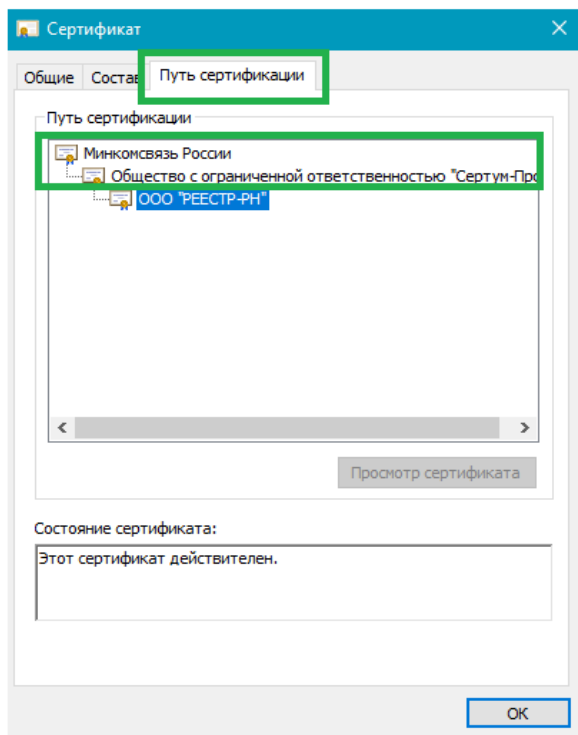 Сертификат
Общие Состав Путь сертификации
Путь сертификации
Минкомсвязь России
Общество с ограниченной ответственностью "Сертум-Про
ООО "РЕЕСТР-РН"
Просмотр сертификата
Состояние сертификата:
Этот сертификат действителен.
ОК